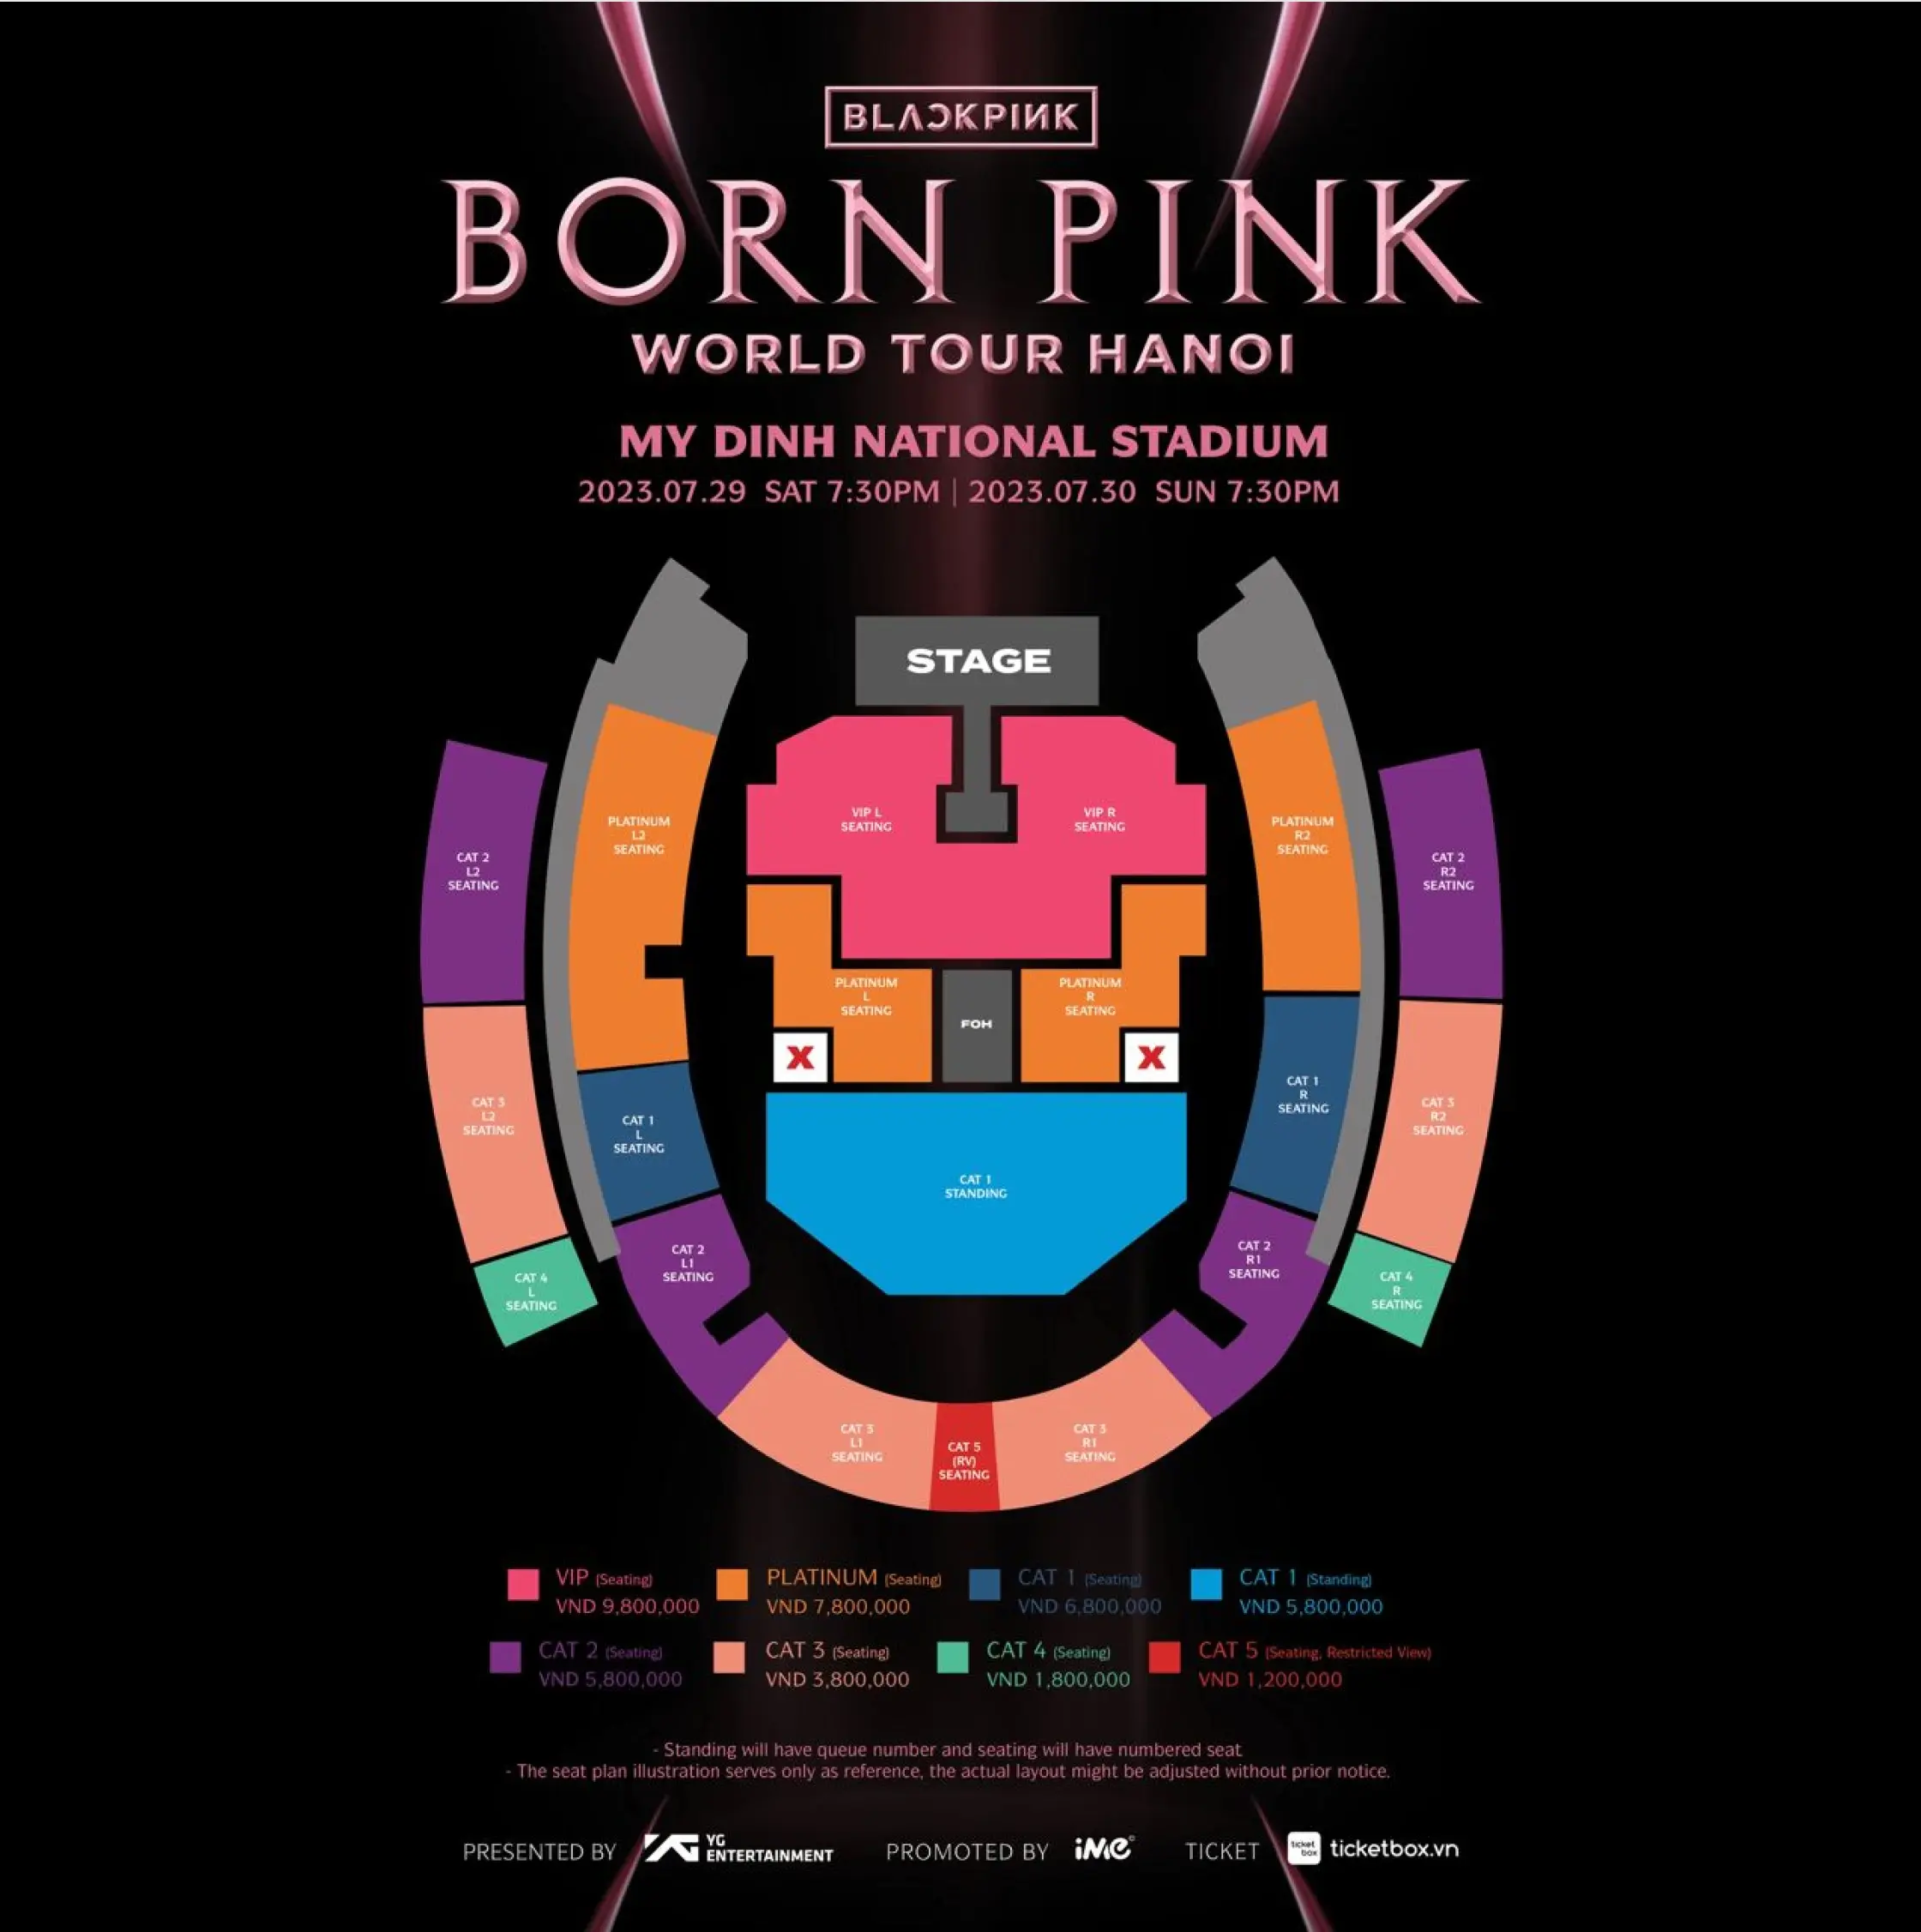 BLACKPINK
BORN PINK
WORLD TOUR HANOI
MY DINH NATIONAL STADIUM
2023.07.29 SAT 7:30PM | 2023.07.30 SUN 7:30PM
STAGE
VIP L
SEATING
VIP R
SEATING
PLATINUM
L2
SEATING
PLATINUM
R2
SEATING
CAT 2
L2
SEATING
CAT 2
R2
SEATING
PLATINUM
L
SEATING
PLATINUM
R
SEATING
FOH
X
X
CAT 3
L2
SEATING
CAT 1
L
SEATING
CAT 1
R
SEATING
CAT 3
R2
SEATING
CAT 1
STANDING
CAT 2
L1
SEATING
CAT 2
R1
SEATING
CAT 4
L
SEATING
CAT 4
R
SEATING
CAT 3
L1
SEATING
CAT 5
(RV)
SEATING
CAT 3
R1
SEATING
VIP (Seating)
VND 9,800,000
PLATINUM (Seating)
VND 7,800,000
CAT 1 (Seating)
VND 6,800,000
CAT 1 (Standing)
VND 5,800,000
CAT 2 (Seating)
VND 5,800,000
CAT 3 (Seating)
VND 3,800,000
CAT 4 (Seating)
VND 1,800,000
CAT 5 (Seating, Restricted View)
VND 1,200,000
- Standing will have queue number and seating will have numbered seat
- The seat plan illustration serves only as reference, the actual layout might be adjusted without prior notice.
PRESENTED BY YG ENTERTAINMENT PROMOTED BY iMe TICKET ticket box ticketbox.vn